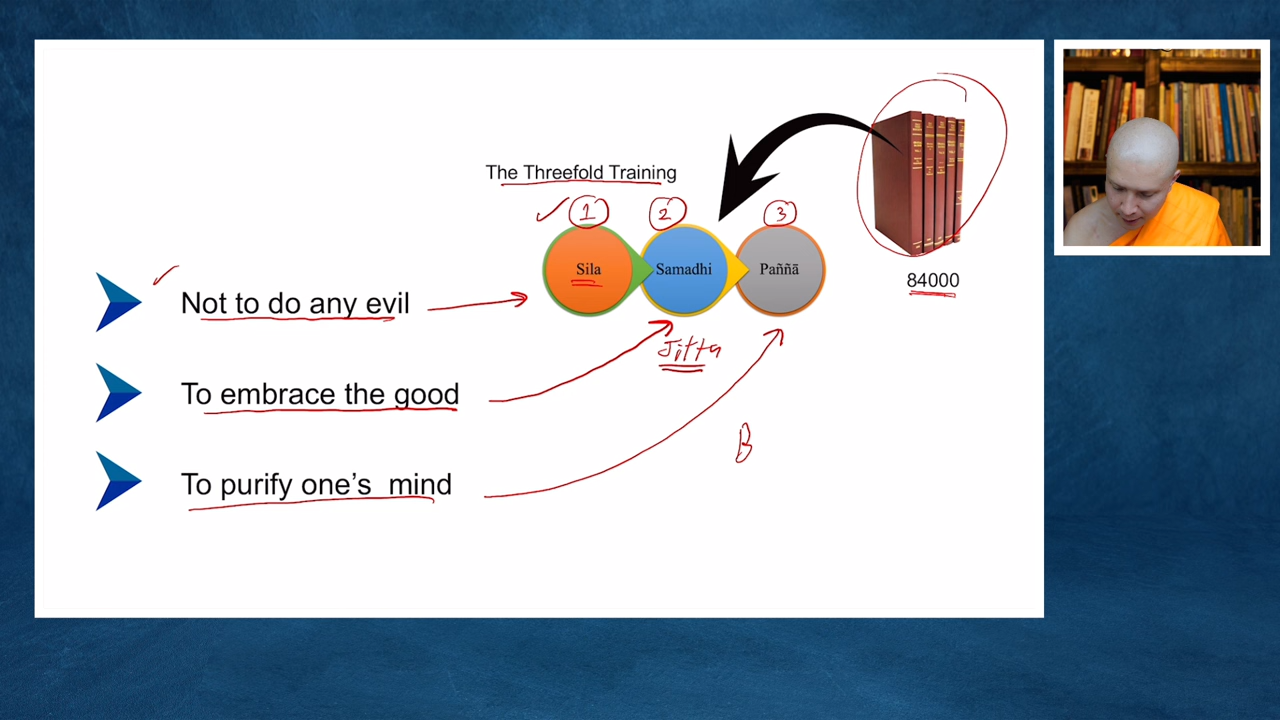 The Threefold Training
1 2 3
Sila Samadhi Paññā
84000
Not to do any evil
Jitta
To embrace the good
B
To purify one's mind